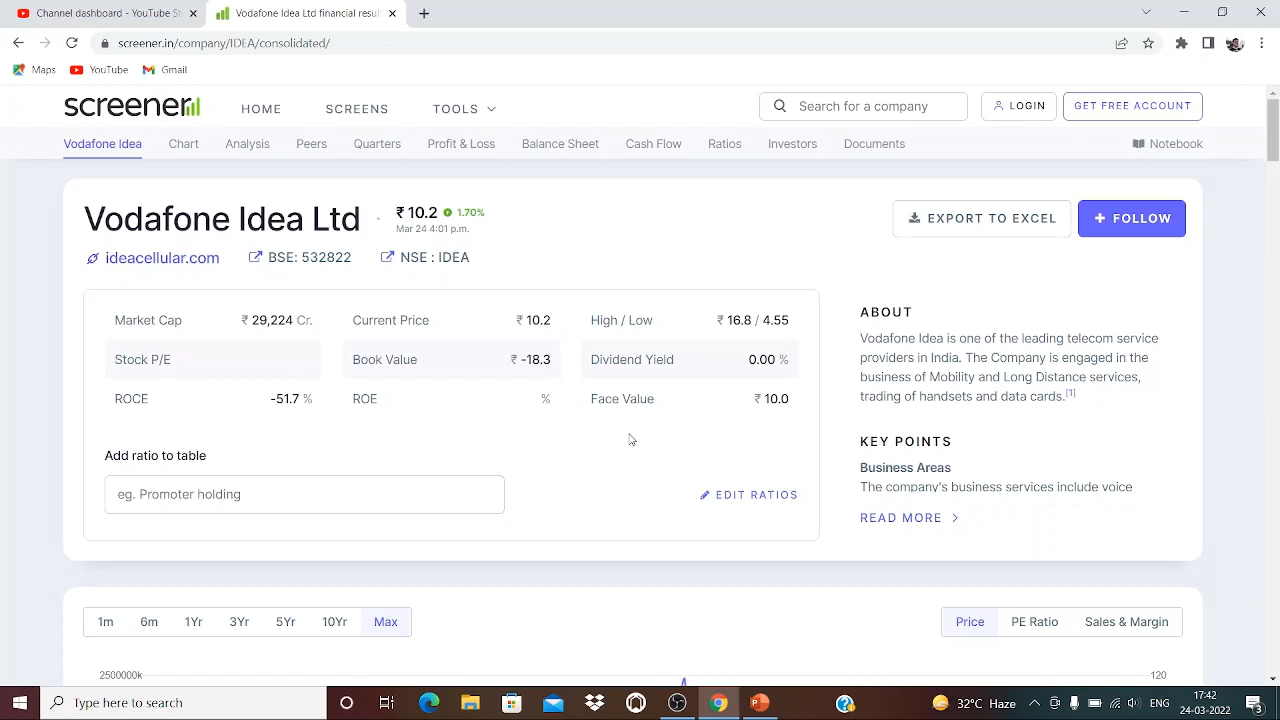 Channel dashboard - YouTube St
Vodafone Idea Ltd financial resul
screener.in/company/IDEA/consolidated/
Maps YouTube Gmail
screener HOME SCREENS TOOLS Search for a company LOGIN GET FREE ACCOUNT
Vodafone Idea Chart Analysis Peers Quarters Profit & Loss Balance Sheet Cash Flow Ratios Investors Documents Notebook
Vodafone Idea Ltd ₹ 10.2 1.70%
Mar 24 4:01 p.m.
EXPORT TO EXCEL FOLLOW
ideacellular.com BSE: 532822 NSE : IDEA
Market Cap ₹ 29,224 Cr. Current Price ₹ 10.2 High / Low ₹ 16.8 / 4.55
Stock P/E Book Value ₹ -18.3 Dividend Yield 0.00 %
ROCE -51.7 % ROE % Face Value ₹ 10.0
Add ratio to table
eg. Promoter holding
EDIT RATIOS
ABOUT
Vodafone Idea is one of the leading telecom service
providers in India. The Company is engaged in the
business of Mobility and Long Distance services,
trading of handsets and data cards.[1]
KEY POINTS
Business Areas
The company's business services include voice
READ MORE
1m 6m 1Yr 3Yr 5Yr 10Yr Max
Price PE Ratio Sales & Margin
2500000k 120
Type here to search
32°C Haze ENG 17:42
24-03-2022
3